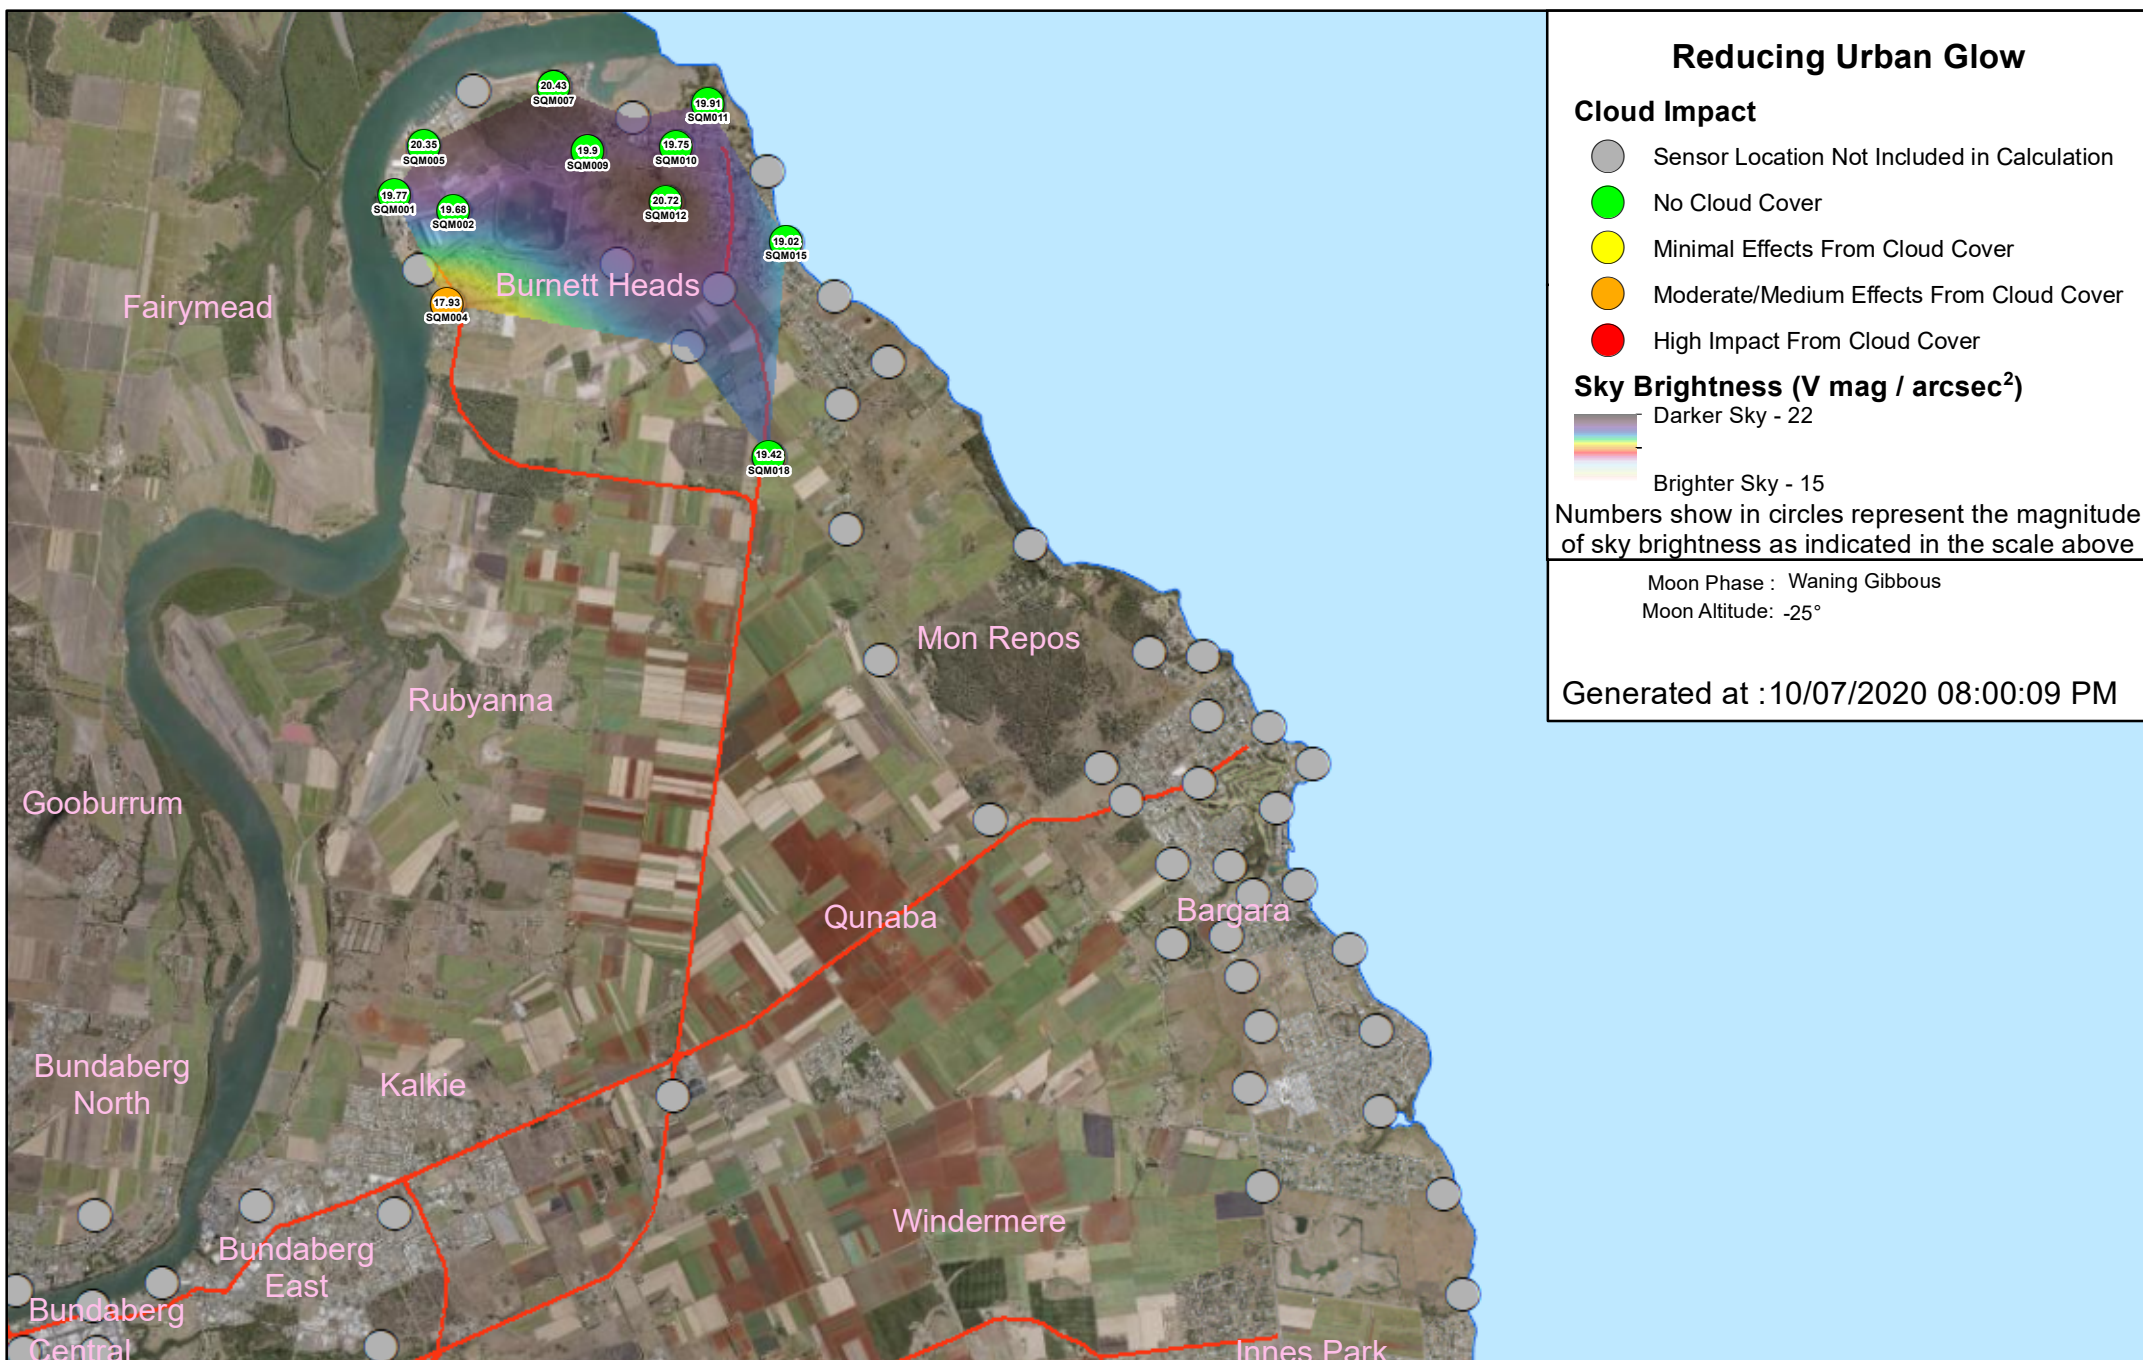 Reducing Urban Glow
Cloud Impact
Sensor Location Not Included in Calculation
No Cloud Cover
Minimal Effects From Cloud Cover
Moderate/Medium Effects From Cloud Cover
High Impact From Cloud Cover
Sky Brightness (V mag / arcsec²)
Darker Sky - 22
Brighter Sky - 15
Numbers show in circles represent the magnitude
of sky brightness as indicated in the scale above
Moon Phase : Waning Gibbous
Moon Altitude: -25°
Generated at :10/07/2020 08:00:09 PM
20.43
SQM007
19.91
SQM011
20.35
SQM005
19.9
SQM009
19.75
SQM010
19.77
SQM001
19.68
SQM002
20.72
SQM012
19.02
SQM015
17.93
SQM004
19.42
SQM018
Burnett Heads
Fairymead
Mon Repos
Rubyanna
Gooburrum
Qunaba
Bargara
Bundaberg
North
Kalkie
Windermere
Bundaberg
East
Bundaberg
Central
Innes Park